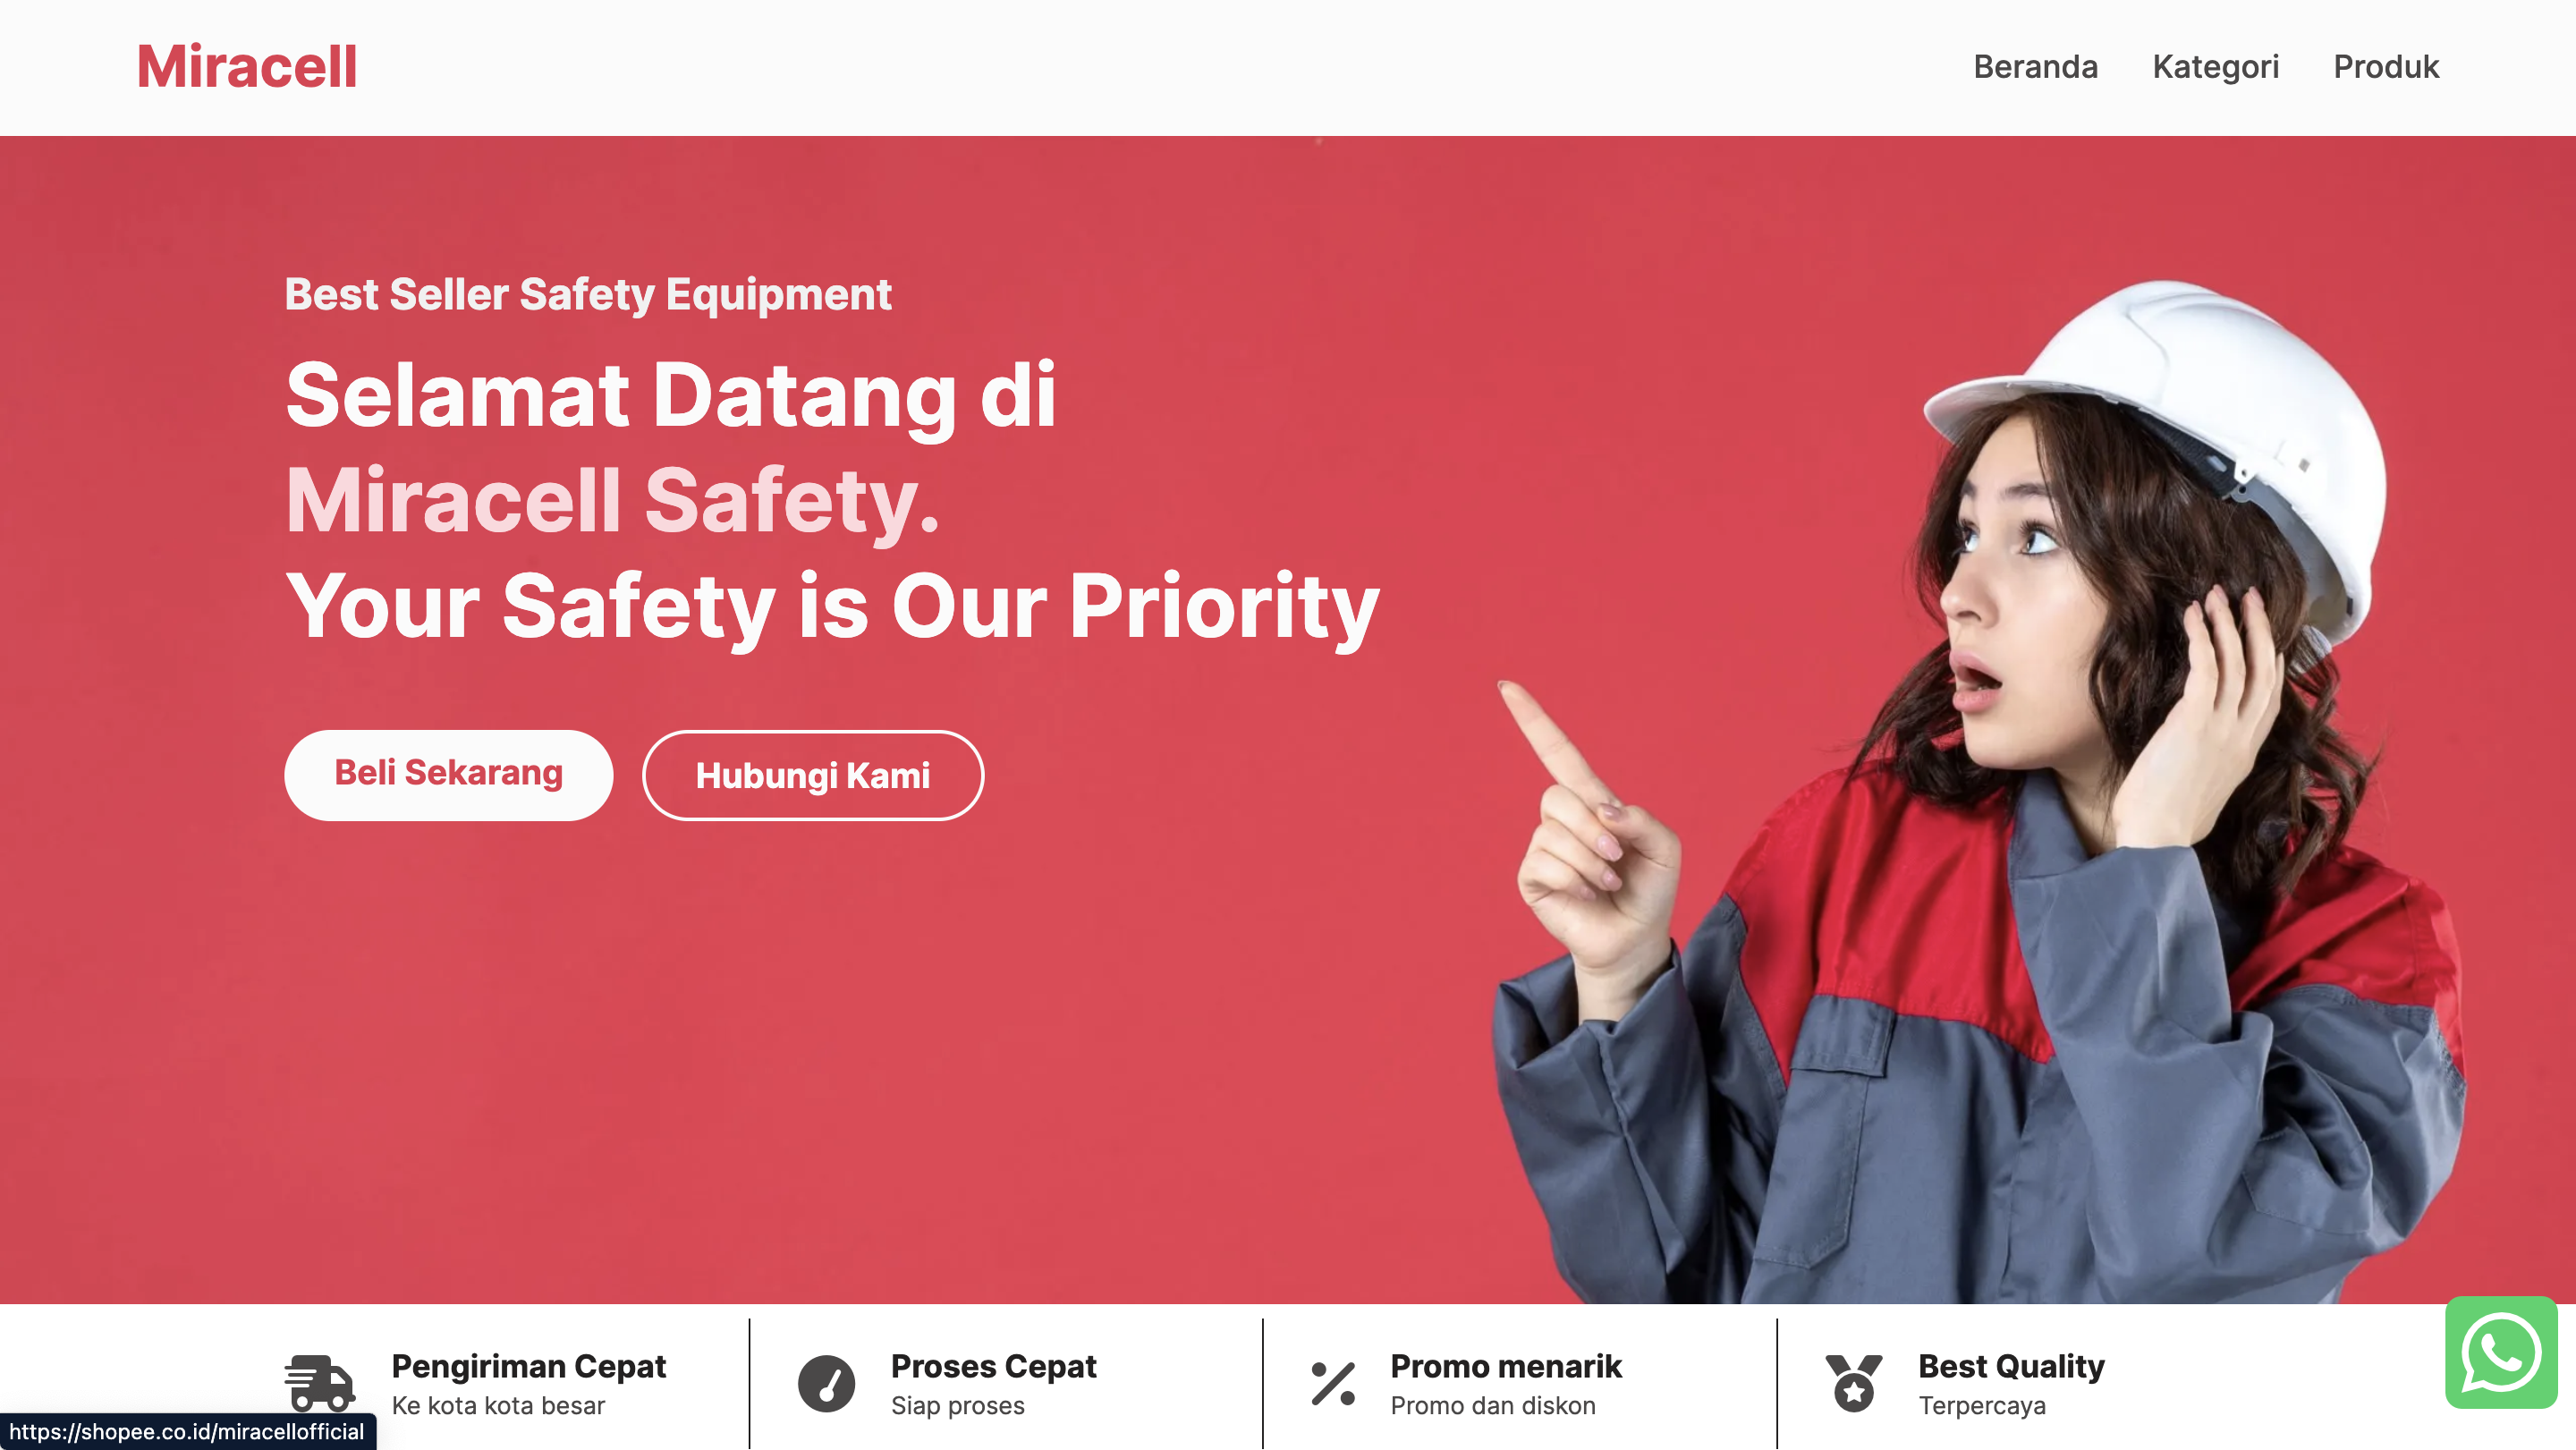 Miracell
Beranda Kategori Produk
Best Seller Safety Equipment
Selamat Datang di
Miracell Safety.
Your Safety is Our Priority
Beli Sekarang Hubungi Kami
Pengiriman Cepat
Ke kota kota besar
Proses Cepat
Siap proses
Promo menarik
Promo dan diskon
Best Quality
Terpercaya
https://shopee.co.id/miracellofficial